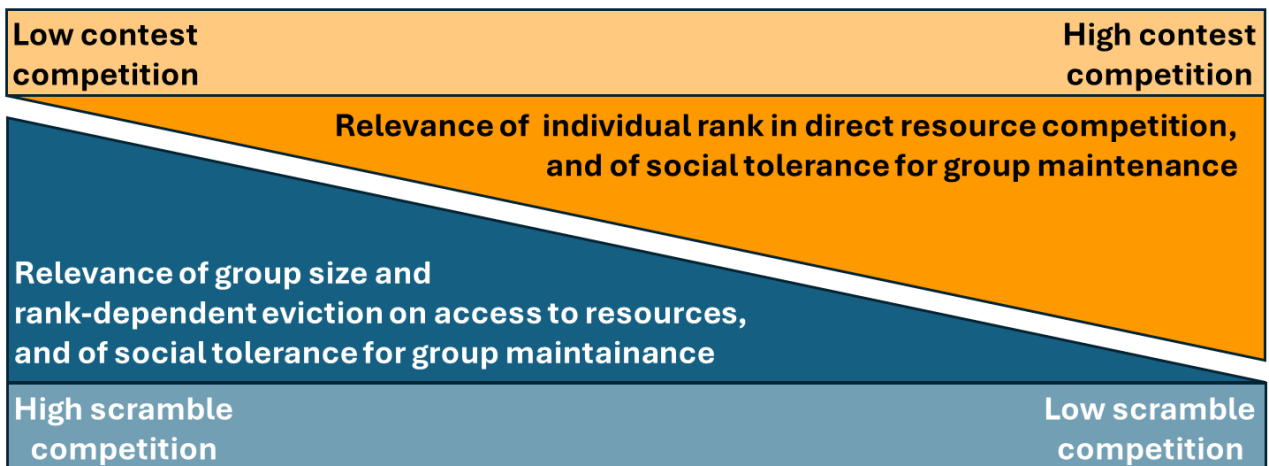 Low contest
competition
High contest
competition
Relevance of individual rank in direct resource competition,
and of social tolerance for group maintenance
Relevance of group size and
rank-dependent eviction on access to resources,
and of social tolerance for group maintainance
High scramble
competition
Low scramble
competition